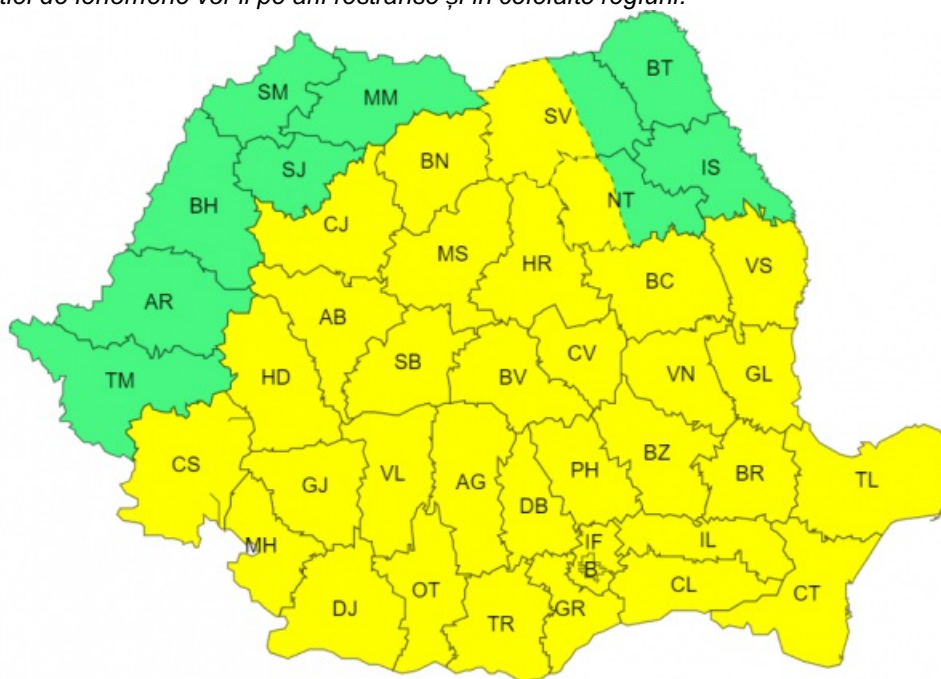 de fenomene vor fi pe arii restrânse și în celelalte regiuni.
BT
SM
MM
SV
BN
IS
SJ
NT
BH
CJ
MS
HR
VS
BC
AR
AB
CV
SB
TM
HD
BV
VN
GL
CS
BZ
PH
BR
VL
AG
TL
GJ
DB
IF
IL
MH
B
CL
CT
OT
DJ
GR
TR